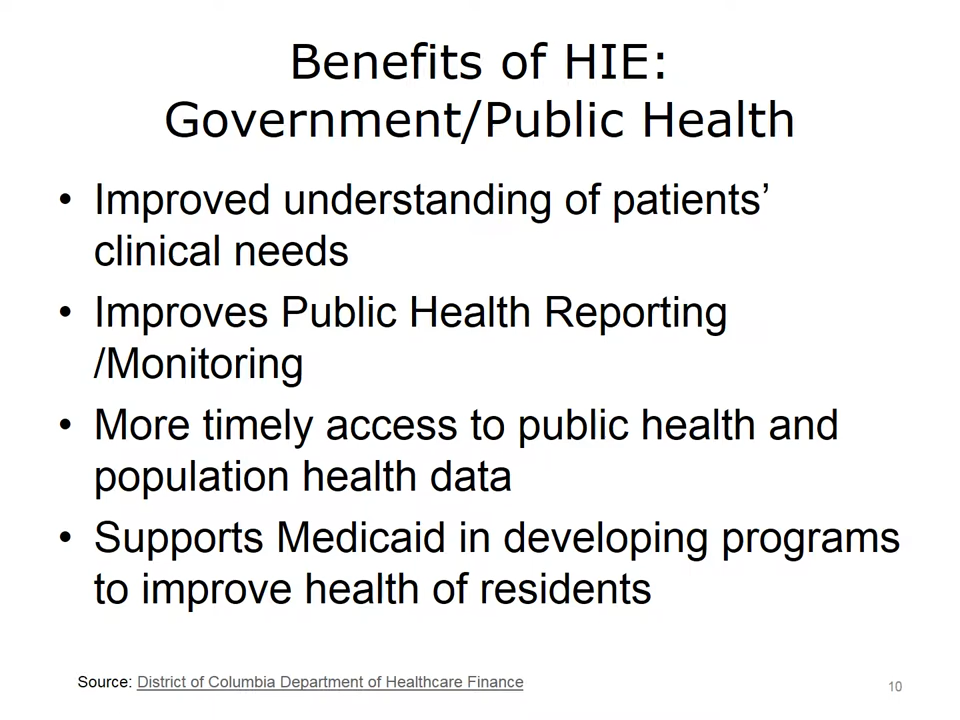 Benefits of HIE:
Government/Public Health
• Improved understanding of patients’
clinical needs
• Improves Public Health Reporting
/Monitoring
• More timely access to public health and
population health data
• Supports Medicaid in developing programs
to improve health of residents
Source: District of Columbia Department of Healthcare Finance
10